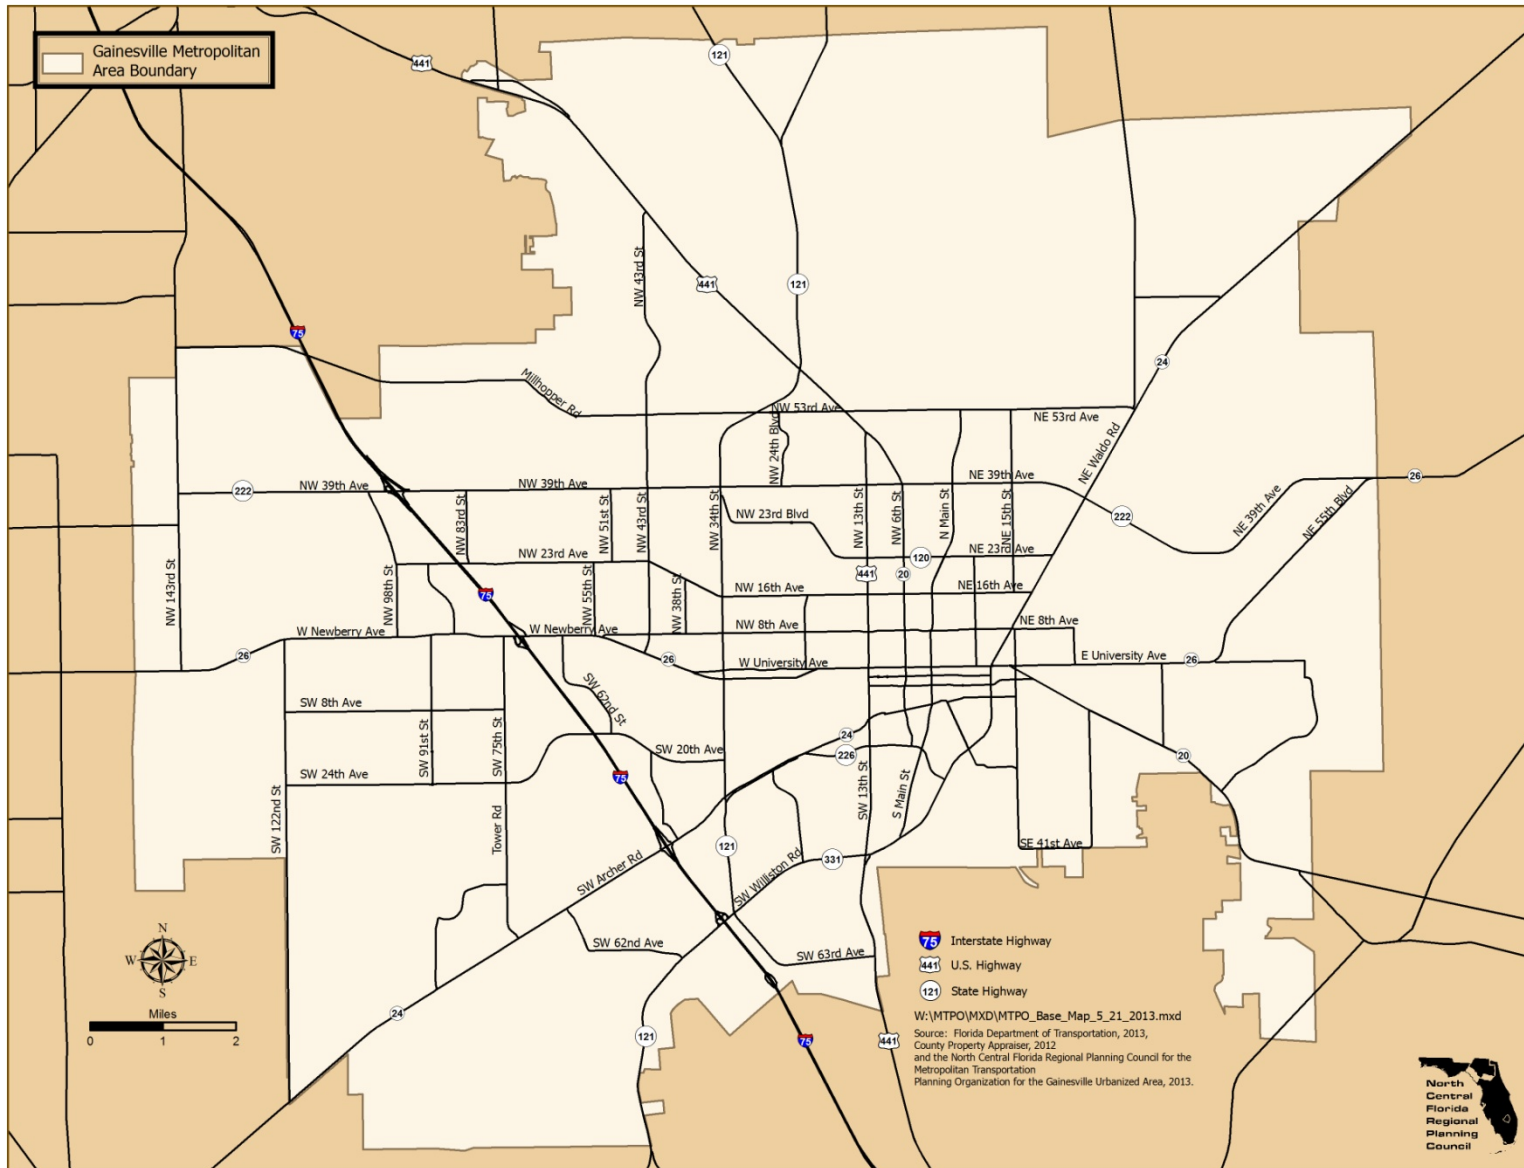 Gainesville Metropolitan
Area Boundary
441
121
NW 43rd St
441
121
75
24
Millhopper Rd
NW 53rd Ave
NE 53rd Ave
NW 24th Blvd
NE Waldo Rd
222
NW 39th Ave
NW 39th Ave
NE 39th Ave
26
NW 83rd St
NW 51st St
NW 43rd St
NW 34th St
NW 23rd Blvd
NW 13th St
NW 6th St
N Main St
NE 15th St
222
NE 39th Ave
NE 55th Blvd
NW 143rd St
NW 98th St
NW 23rd Ave
NW 55th St
NW 38th St
120
NE 23rd Ave
441
20
75
NW 16th Ave
NE 16th Ave
W Newberry Ave
W Newberry Ave
NW 8th Ave
NE 8th Ave
26
26
W University Ave
E University Ave
26
SW 62nd St
SW 8th Ave
SW 91st St
SW 75th St
SW 20th Ave
24
226
20
SW 24th Ave
75
SW 13th St
S Main St
SW 122nd St
Tower Rd
121
SE 41st Ave
SW Archer Rd
SW Williston Rd
331
SW 62nd Ave
SW 63rd Ave
N
W E
S
24
121
75
441
Miles
0 1 2
75 Interstate Highway
441 U.S. Highway
121 State Highway
W:\MTPO\MXD\MTPO_Base_Map_5_21_2013.mxd
Source: Florida Department of Transportation, 2013,
County Property Appraiser, 2012
and the North Central Florida Regional Planning Council for the
Metropolitan Transportation
Planning Organization for the Gainesville Urbanized Area, 2013.
North
Central
Florida
Regional
Planning
Council